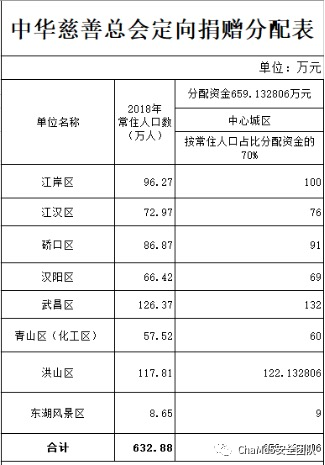 中华慈善总会定向捐赠分配表
单位：万元
单位名称 2018年常住人口数（万人） 分配资金659.132806万元
中心城区
按常住人口占比分配资金的70%
江岸区 96.27 100
江汉区 72.97 76
硚口区 86.87 91
汉阳区 66.42 69
武昌区 126.37 132
青山区（化工区） 57.52 60
洪山区 117.81 122.132806
东湖风景区 8.65 9
合计 632.88
ChaMd5安全团队